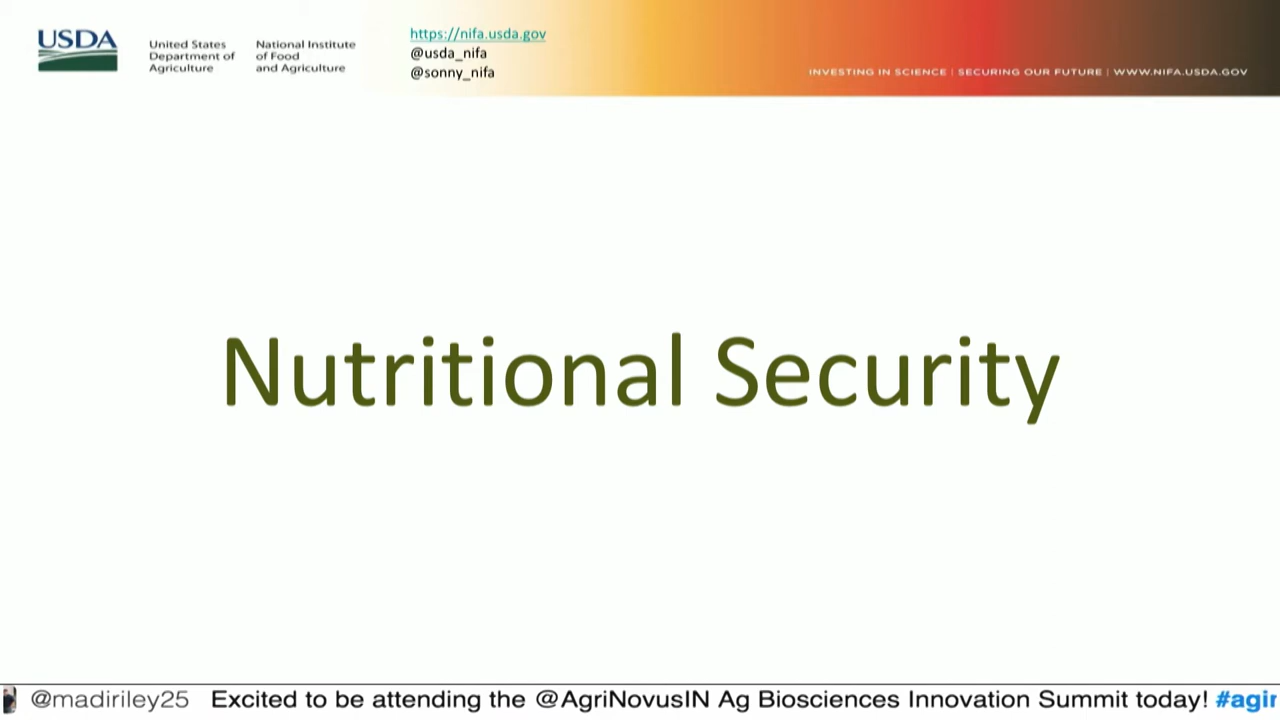 USDA
United States
Department of
Agriculture
National Institute
of Food
and Agriculture
https://nifa.usda.gov
@usda_nifa
@sonny_nifa
INVESTING IN SCIENCE | SECURING OUR FUTURE | WWW.NIFA.USDA.GOV
Nutritional Security
@madiriley25 Excited to be attending the @AgriNovusIN Ag Biosciences Innovation Summit today!